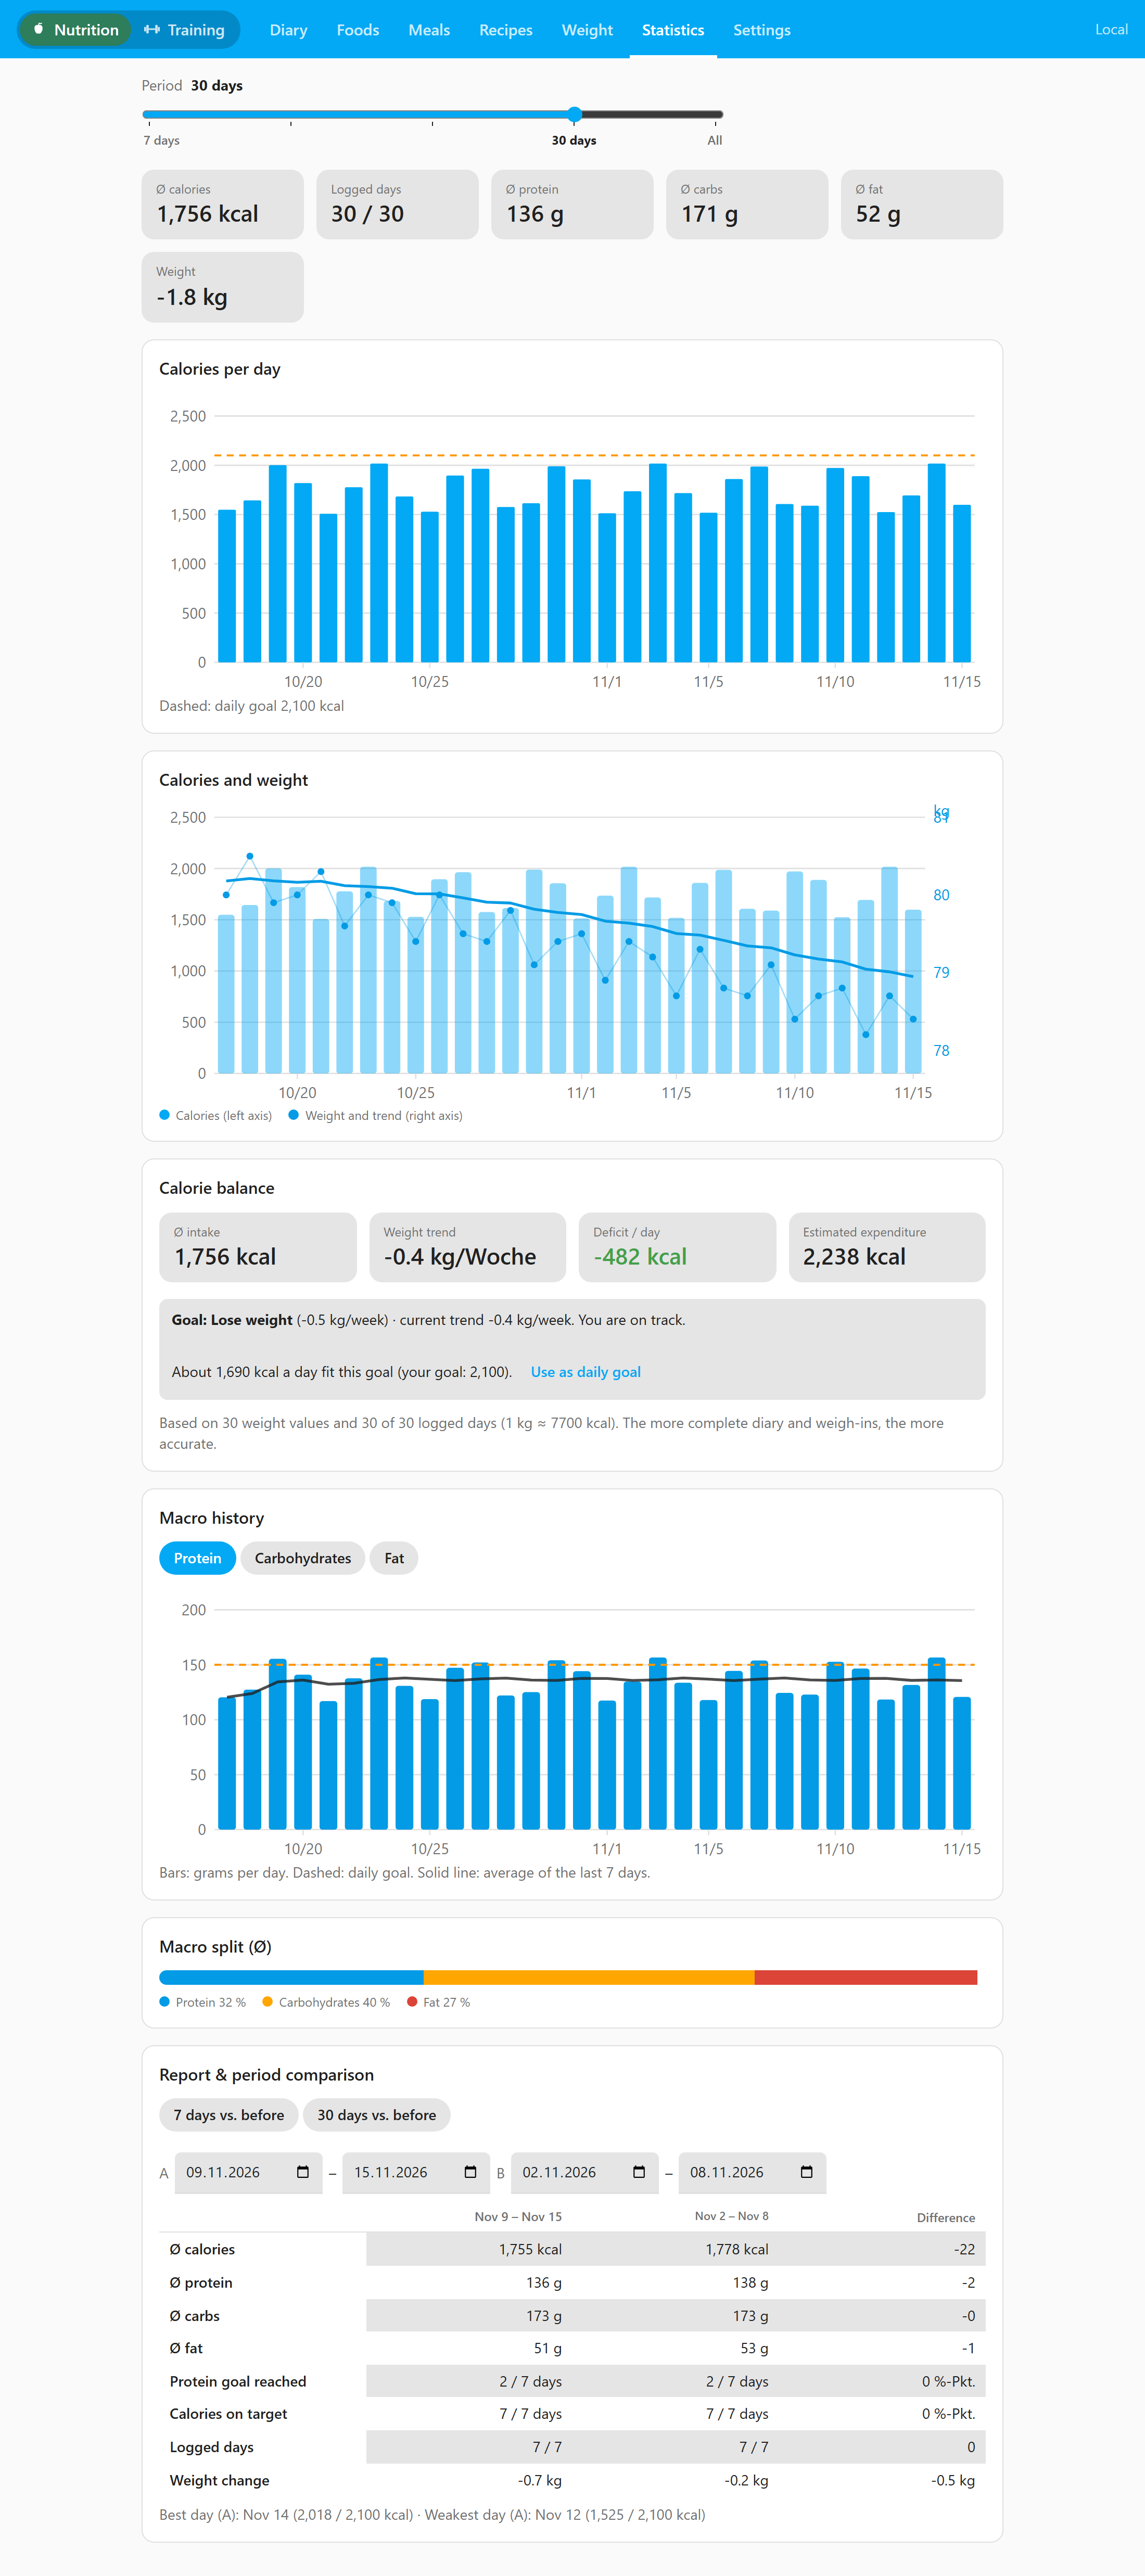 Nutrition Training Diary Foods Meals Recipes Weight Statistics Settings Local
Period 30 days
7 days 30 days All
Ø calories Logged days Ø protein Ø carbs Ø fat
1,756 kcal 30 / 30 136 g 171 g 52 g
Weight
-1.8 kg
Calories per day
2,500
2,000
1,500
1,000
500
0
10/20 10/25 11/1 11/5 11/10 11/15
Dashed: daily goal 2,100 kcal
Calories and weight
kg
2,500 81
2,000 80
1,500
1,000 79
500 78
0
10/20 10/25 11/1 11/5 11/10 11/15
Calories (left axis) Weight and trend (right axis)
Calorie balance
Ø intake Weight trend Deficit / day Estimated expenditure
1,756 kcal -0.4 kg/Woche -482 kcal 2,238 kcal
Goal: Lose weight (-0.5 kg/week) · current trend -0.4 kg/week. You are on track.
About 1,690 kcal a day fit this goal (your goal: 2,100). Use as daily goal
Based on 30 weight values and 30 of 30 logged days (1 kg ≈ 7700 kcal). The more complete diary and weigh-ins, the more
accurate.
Macro history
Protein Carbohydrates Fat
200
150
100
50
0
10/20 10/25 11/1 11/5 11/10 11/15
Bars: grams per day. Dashed: daily goal. Solid line: average of the last 7 days.
Macro split (Ø)
Protein 32 % Carbohydrates 40 % Fat 27 %
Report & period comparison
7 days vs. before 30 days vs. before
A 09.11.2026 – 15.11.2026 B 02.11.2026 – 08.11.2026
Nov 9 – Nov 15 Nov 2 – Nov 8 Difference
Ø calories 1,755 kcal 1,778 kcal -22
Ø protein 136 g 138 g -2
Ø carbs 173 g 173 g -0
Ø fat 51 g 53 g -1
Protein goal reached 2 / 7 days 2 / 7 days 0 %-Pkt.
Calories on target 7 / 7 days 7 / 7 days 0 %-Pkt.
Logged days 7 / 7 7 / 7 0
Weight change -0.7 kg -0.2 kg -0.5 kg
Best day (A): Nov 14 (2,018 / 2,100 kcal) · Weakest day (A): Nov 12 (1,525 / 2,100 kcal)